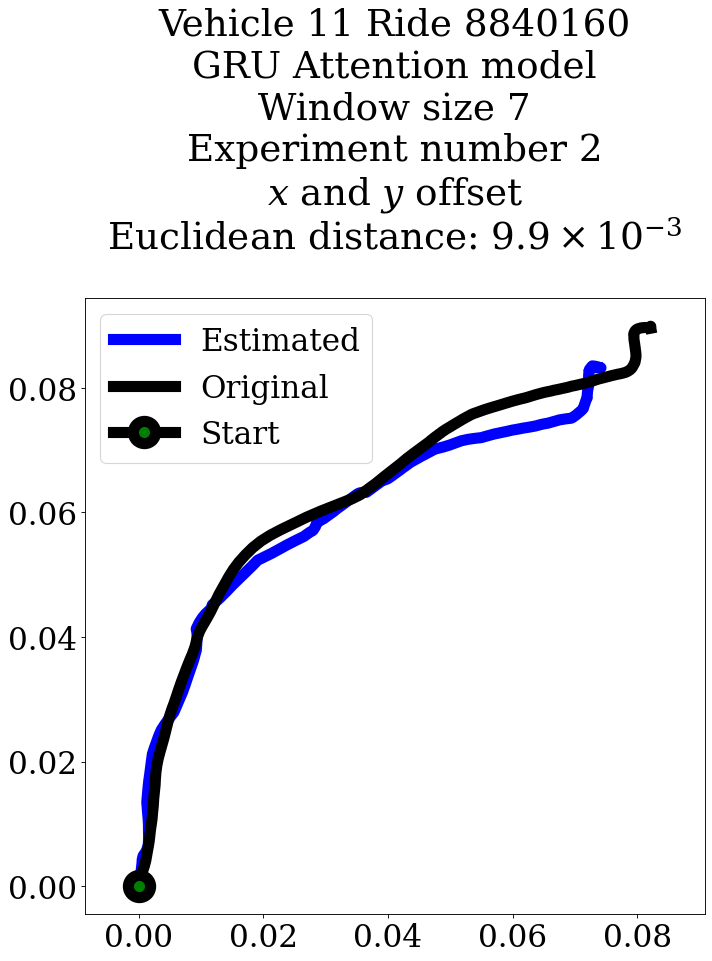 Vehicle 11 Ride 8840160
GRU Attention model
Window size 7
Experiment number 2
x and y offset
Euclidean distance: 9.9 × 10⁻³
Estimated
Original
Start
0.08
0.06
0.04
0.02
0.00
0.00 0.02 0.04 0.06 0.08